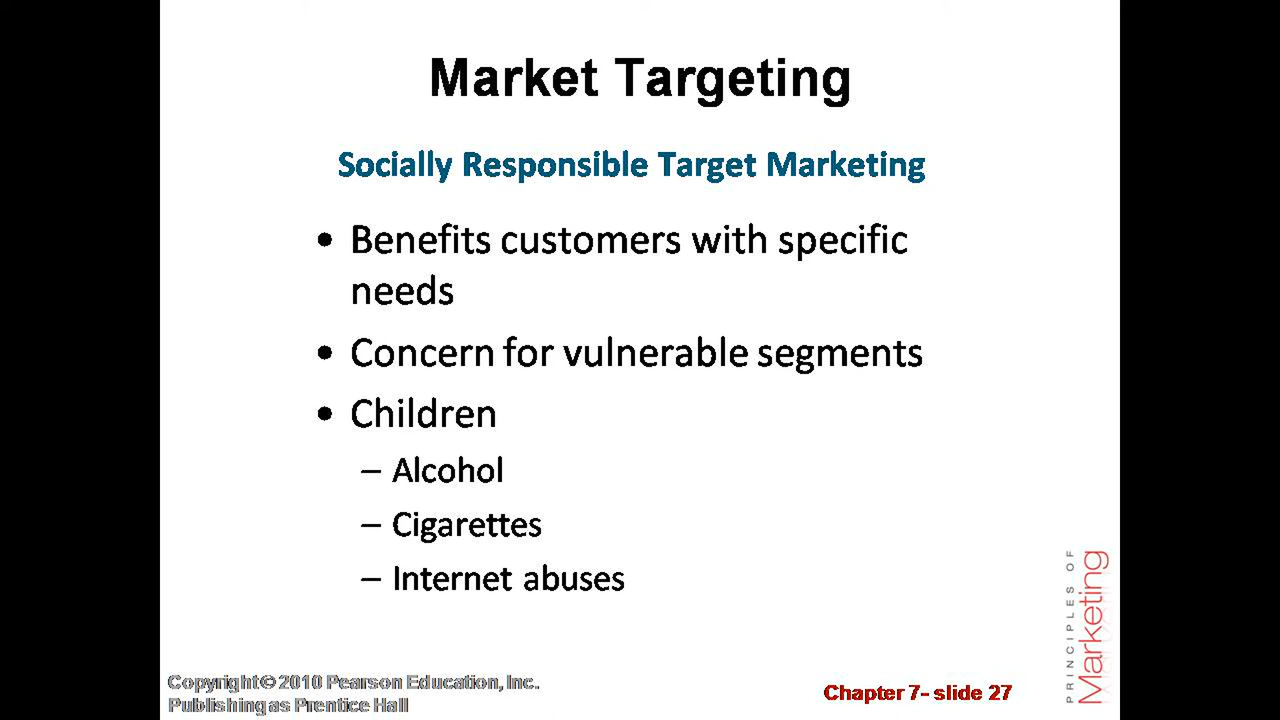 Market Targeting
Socially Responsible Target Marketing
• Benefits customers with specific
needs
• Concern for vulnerable segments
• Children
– Alcohol
– Cigarettes
– Internet abuses
PRINCIPLES OF
Marketing
Copyright © 2010 Pearson Education, Inc.
Publishing as Prentice Hall
Chapter 7- slide 27